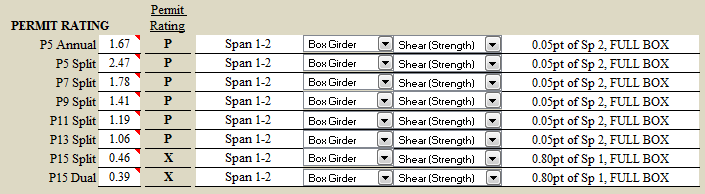 Permit
PERMIT RATING Rating
P5 Annual 1.67 P Span 1-2 Box Girder Shear (Strength) 0.05pt of Sp 2, FULL BOX
P5 Split 2.47 P Span 1-2 Box Girder Shear (Strength) 0.05pt of Sp 2, FULL BOX
P7 Split 1.78 P Span 1-2 Box Girder Shear (Strength) 0.05pt of Sp 2, FULL BOX
P9 Split 1.41 P Span 1-2 Box Girder Shear (Strength) 0.05pt of Sp 2, FULL BOX
P11 Split 1.19 P Span 1-2 Box Girder Shear (Strength) 0.05pt of Sp 2, FULL BOX
P13 Split 1.06 P Span 1-2 Box Girder Shear (Strength) 0.05pt of Sp 2, FULL BOX
P15 Split 0.46 X Span 1-2 Box Girder Shear (Strength) 0.80pt of Sp 1, FULL BOX
P15 Dual 0.39 X Span 1-2 Box Girder Shear (Strength) 0.80pt of Sp 1, FULL BOX